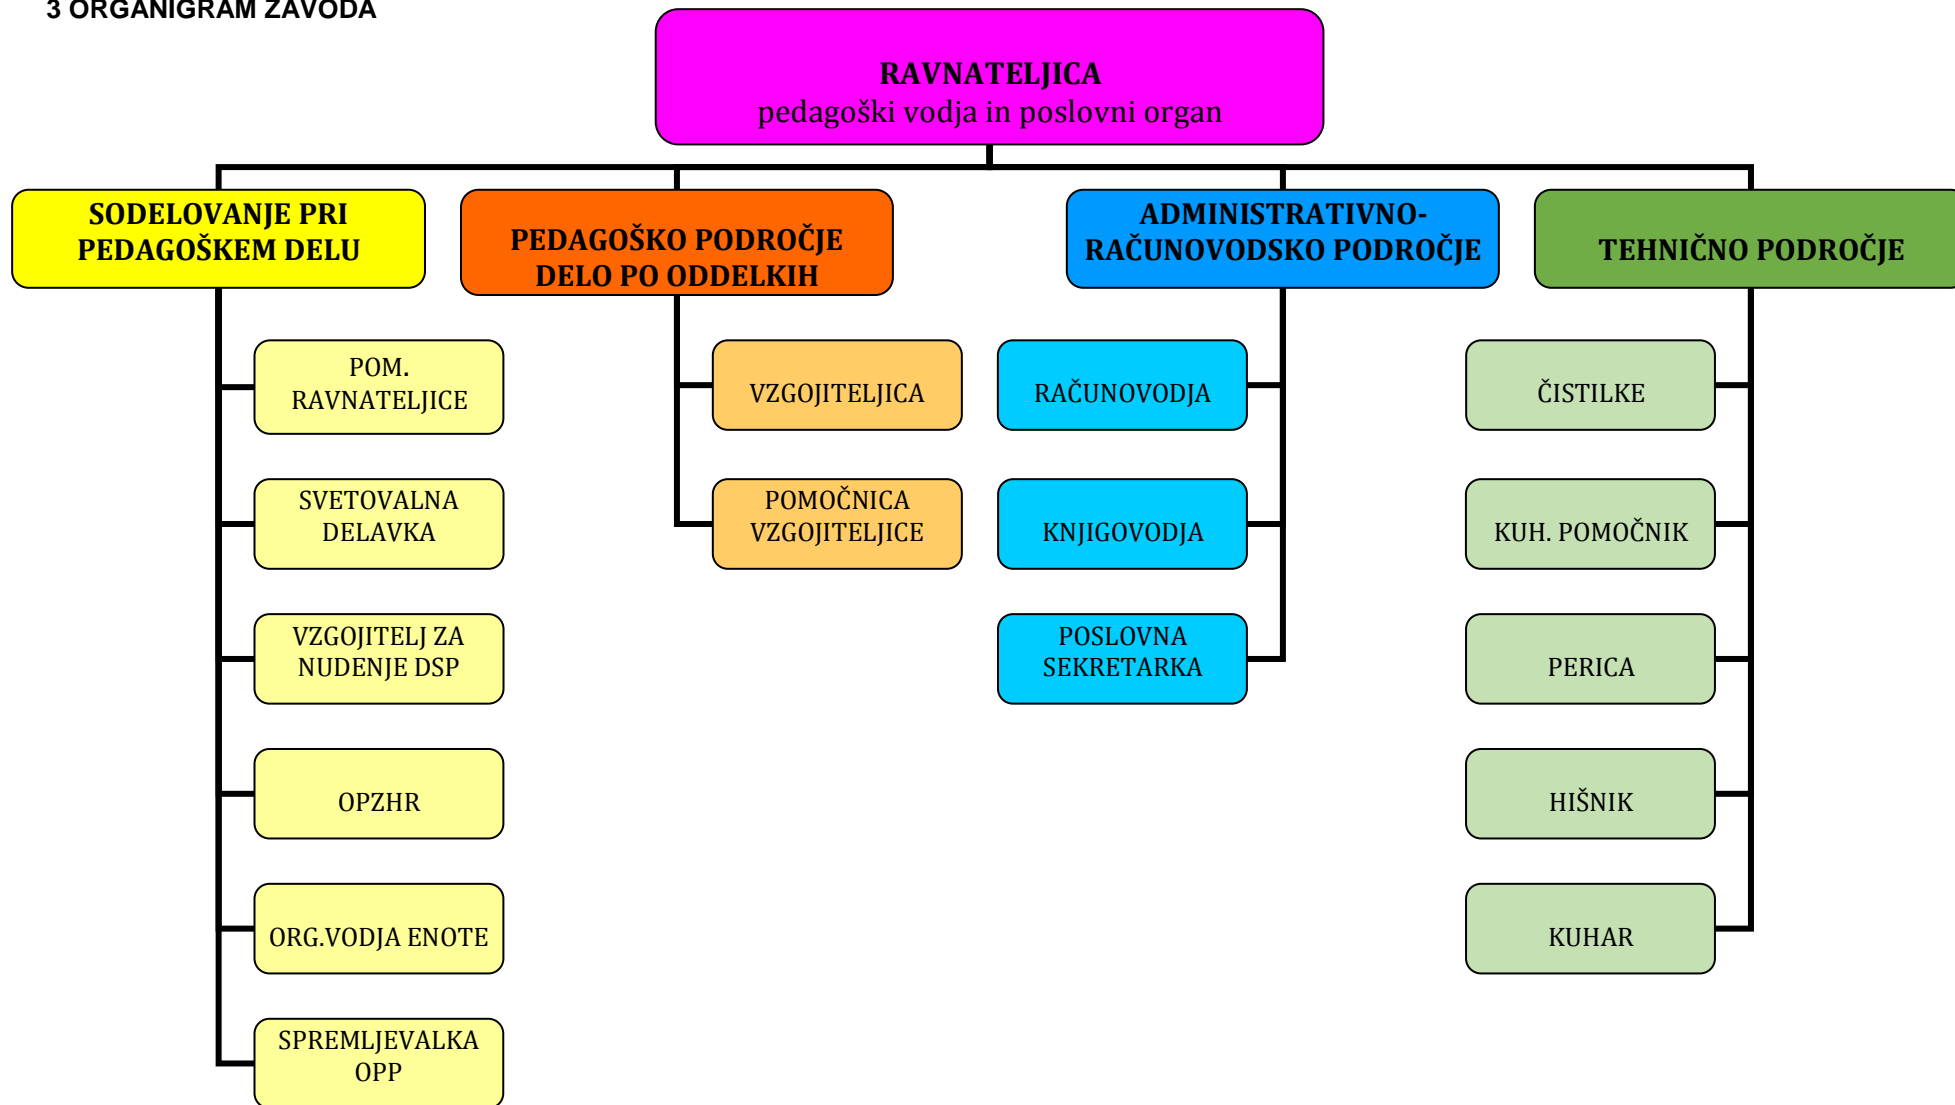 3 ORGANIGRAM ZAVODA
RAVNATELJICA
pedagoški vodja in poslovni organ
SODELOVANJE PRI
PEDAGOŠKEM DELU
PEDAGOŠKO PODROČJE
DELO PO ODDELKIH
ADMINISTRATIVNO-
RAČUNOVODSKO PODROČJE
TEHNIČNO PODROČJE
POM.
RAVNATELJICE
SVETOVALNA
DELAVKA
VZGOJITELJ ZA
NUDENJE DSP
OPZHR
ORG.VODJA ENOTE
SPREMLJEVALKA
OPP
VZGOJITELJICA
POMOČNICA
VZGOJITELJICE
RAČUNOVODJA
KNJIGOVODJA
POSLOVNA
SEKRETARKA
ČISTILKE
KUH. POMOČNIK
PERICA
HIŠNIK
KUHAR